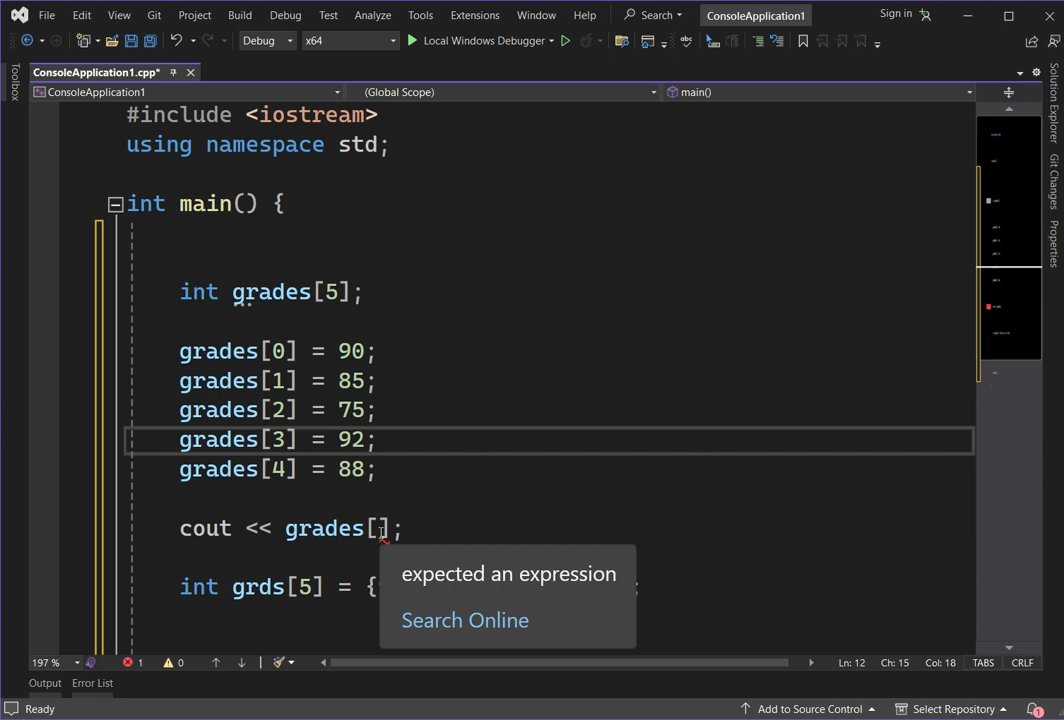 File Edit View Git Project Build Debug Test Analyze Tools Extensions Window Help Search ConsoleApplication1 Sign in
Debug x64 Local Windows Debugger
ConsoleApplication1.cpp*
ConsoleApplication1 (Global Scope) main()
#include <iostream>
using namespace std;
int main() {
int grades[5];
grades[0] = 90;
grades[1] = 85;
grades[2] = 75;
grades[3] = 92;
grades[4] = 88;
cout << grades[];
expected an expression
Search Online
int grds[5] = { ;
197 % 1 0 Ln: 12 Ch: 15 Col: 18 TABS CRLF
Output Error List
Ready Add to Source Control Select Repository 1
Toolbox
Solution Explorer
Git Changes
Properties